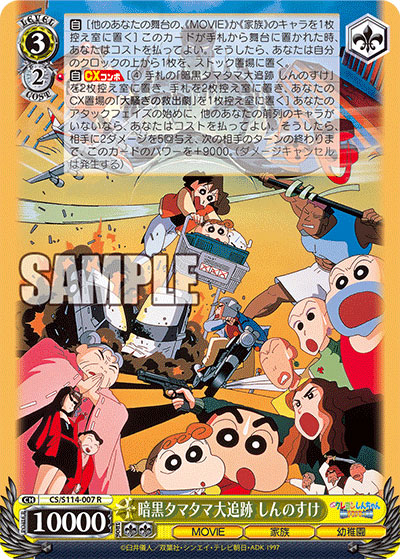 LEVEL
3
2
COST
【自】［他のあなたの舞台の、《MOVIE》か《家族》のキャラを1枚
控え室に置く］このカードが手札から舞台に置かれた時、
あなたはコストを払ってよい。そうしたら、あなたは自分
のクロックの上から1枚を、ストック置場に置く。
【自】CXコンボ［④ 手札の「暗黒タマタマ大追跡 しんのすけ」
を2枚控え室に置き、手札を2枚控え室に置き、あなたの
CX置場の「大騒ぎの救出劇」を1枚控え室に置く］あなたの
アタックフェイズの始めに、他のあなたの前列のキャラが
いないなら、あなたはコストを払ってよい。そうしたら、
相手に2ダメージを5回与え、次の相手のターンの終わりま
で、このカードのパワーを＋9000。（ダメージキャンセル
は発生する）
SAMPLE
CH
CS/S114-007 R
10000
暗黒タマタマ大追跡 しんのすけ
クレヨンしんちゃん
MOVIE
家族
幼稚園
©臼井儀人／双葉社・シンエイ・テレビ朝日・ADK 1997